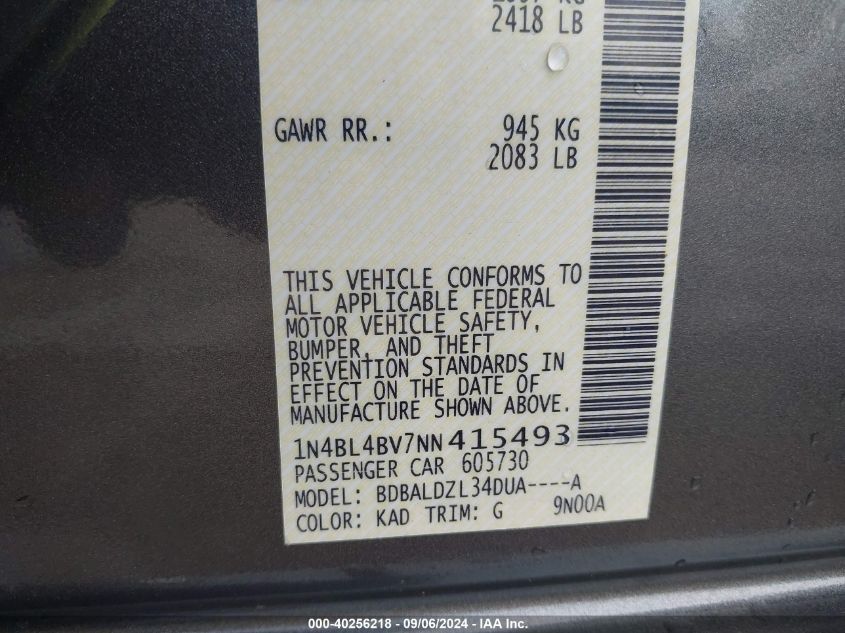 2418 LB
GAWR RR.: 945 KG
2083 LB
THIS VEHICLE CONFORMS TO
ALL APPLICABLE FEDERAL
MOTOR VEHICLE SAFETY,
BUMPER, AND THEFT
PREVENTION STANDARDS IN
EFFECT ON THE DATE OF
MANUFACTURE SHOWN ABOVE.
1N4BL4BV7NN415493
PASSENGER CAR 605730
MODEL: BDBALDZL34DUA----A
COLOR: KAD TRIM: G 9N00A
000-40256218 - 09/06/2024 - IAA Inc.